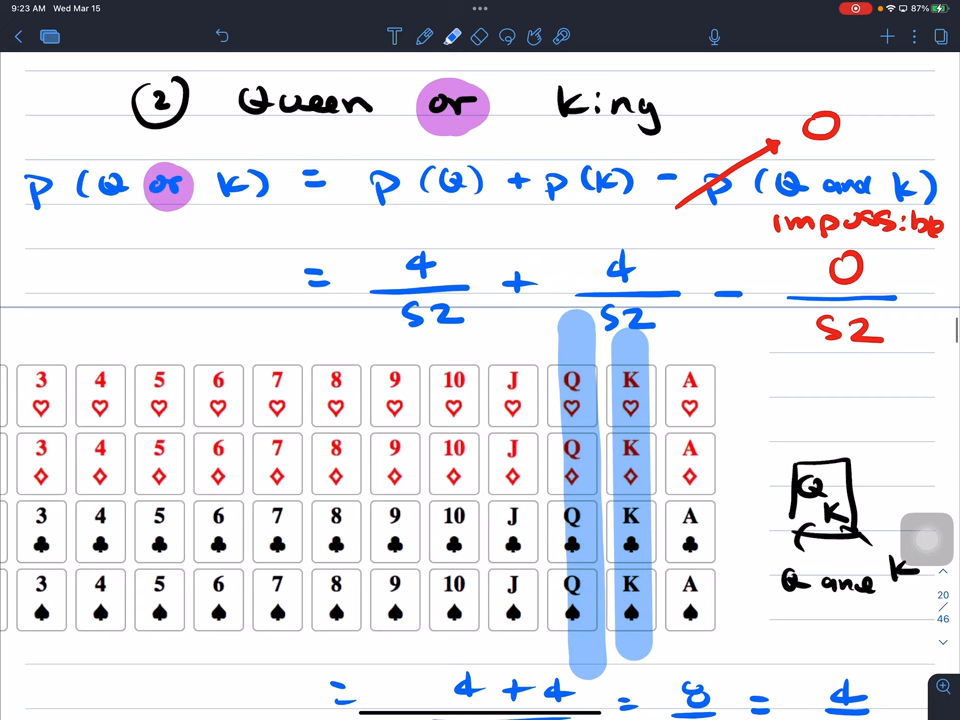 9:23 AM Wed Mar 15
87%
② Queen or King
0
P (Q or K) = P (Q) + P (K) - P (Q and K)
impossible
= 4/52 + 4/52 - 0/52
3 4 5 6 7 8 9 10 J Q K A
♡ ♡ ♡ ♡ ♡ ♡ ♡ ♡ ♡ ♡ ♡ ♡
3 4 5 6 7 8 9 10 J Q K A
♢ ♢ ♢ ♢ ♢ ♢ ♢ ♢ ♢ ♢ ♢ ♢
3 4 5 6 7 8 9 10 J Q K A
♣ ♣ ♣ ♣ ♣ ♣ ♣ ♣ ♣ ♣ ♣ ♣
3 4 5 6 7 8 9 10 J Q K A
♠ ♠ ♠ ♠ ♠ ♠ ♠ ♠ ♠ ♠ ♠ ♠
Q
K
Q and K
20
/
46
= 4 + 4 = 8 = 4